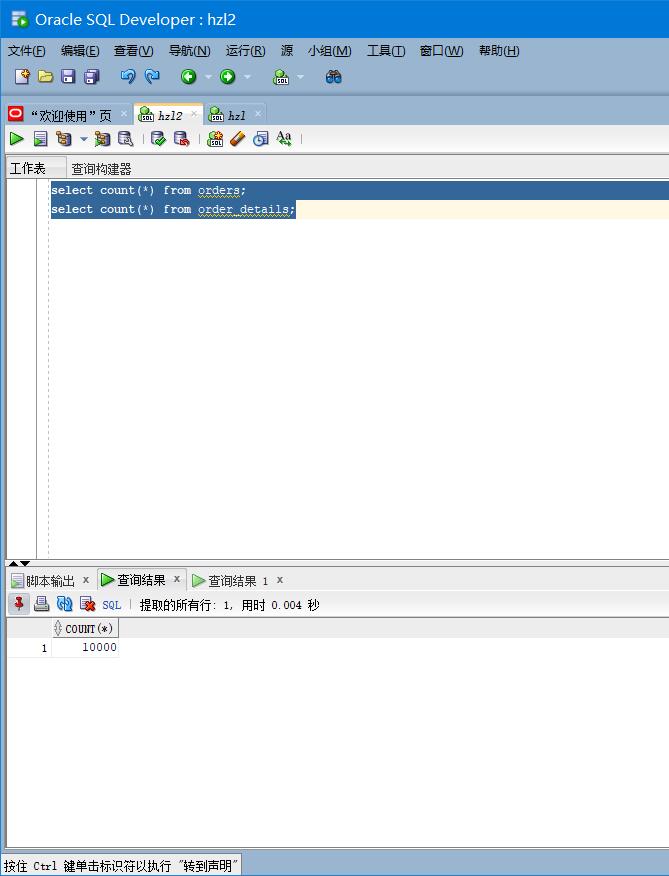 Oracle SQL Developer : hzl2
文件(F) 编辑(E) 查看(V) 导航(N) 运行(R) 源 小组(M) 工具(T) 窗口(W) 帮助(H)
“欢迎使用”页 hzl2 hzl
工作表 查询构建器
select count(*) from orders;
select count(*) from order_details;
脚本输出 x 查询结果 x 查询结果 1 x
SQL 提取的所有行: 1, 用时 0.004 秒
COUNT(*)
1 10000
按住 Ctrl 键单击标识符以执行 "转到声明"